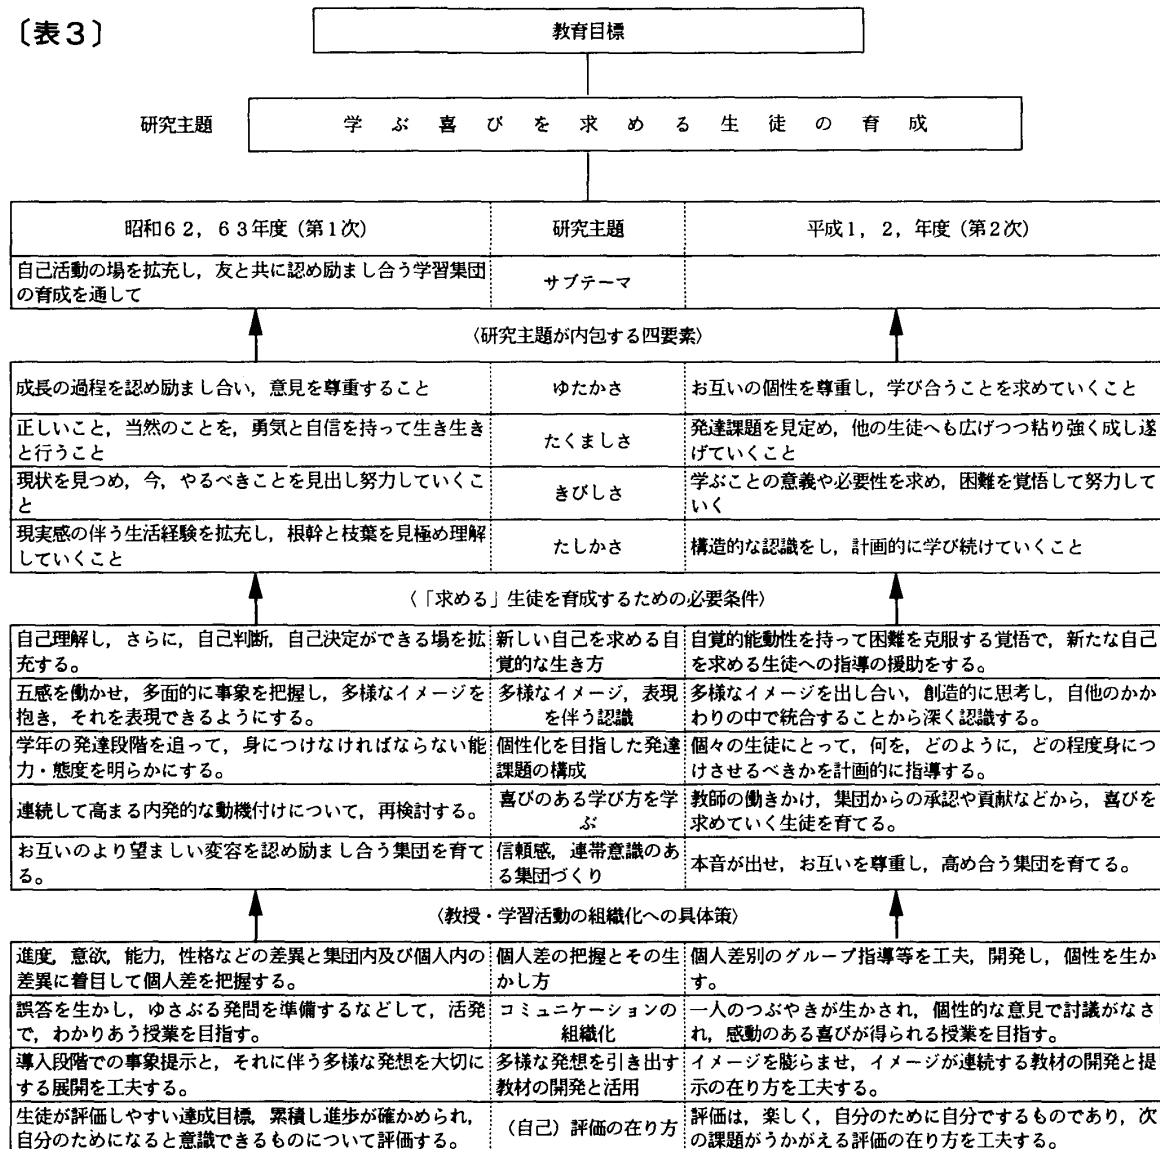 〔表3〕
教育目標
研究主題
学ぶ喜びを求める生徒の育成
昭和62，63年度（第1次）
研究主題
平成1，2，年度（第2次）
自己活動の場を拡充し，友と共に認め励まし合う学習集団
の育成を通して
サブテーマ
〈研究主題が内包する四要素〉
成長の過程を認め励まし合い，意見を尊重すること
ゆたかさ
お互いの個性を尊重し，学び合うことを求めていくこと
正しいこと，当然のことを，勇気と自信を持って生き生き
と行うこと
たくましさ
発達課題を見定め，他の生徒へも広げつつ粘り強く成し遂
げていくこと
現状を見つめ，今，やるべきことを見出し努力していくこ
と
きびしさ
学ぶことの意義や必要性を求め，困難を覚悟して努力して
いく
現実感の伴う生活経験を拡充し，根幹と枝葉を見極め理解
していくこと
たしかさ
構造的な認識をし，計画的に学び続けていくこと
〈「求める」生徒を育成するための必要条件〉
自己理解し，さらに，自己判断，自己決定ができる場を拡
充する。
新しい自己を求める自
覚的な生き方
自覚的能動性を持って困難を克服する覚悟で，新たな自己
を求める生徒への指導の援助をする。
五感を働かせ，多面的に事象を把握し，多様なイメージを
抱き，それを表現できるようにする。
多様なイメージ，表現
を伴う認識
多様なイメージを出し合い，創造的に思考し，自他のかか
わりの中で統合することから深く認識する。
学年の発達段階を追って，身につけなければならない能
力・態度を明らかにする。
個性化を目指した発達
課題の構成
個々の生徒にとって，何を，どのように，どの程度身につ
けさせるべきかを計画的に指導する。
連続して高まる内発的な動機付けについて，再検討する。
喜びのある学び方を学
ぶ
教師の働きかけ，集団からの承認や貢献などから，喜びを
求めていく生徒を育てる。
お互いのより望ましい変容を認め励まし合う集団を育て
る。
信頼感，連帯意識のあ
る集団づくり
本音が出せ，お互いを尊重し，高め合う集団を育てる。
〈教授・学習活動の組織化への具体策〉
進度，意欲，能力，性格などの差異と集団内及び個人内の
差異に着目して個人差を把握する。
個人差の把握とその生
かし方
個人差別のグループ指導等を工夫，開発し，個性を生か
す。
誤答を生かし，ゆさぶる発問を準備するなどして，活発
で，わかりあう授業を目指す。
コミュニケーションの
組織化
一人のつぶやきが生かされ，個性的な意見で討議がなさ
れ，感動のある喜びが得られる授業を目指す。
導入段階での事象提示と，それに伴う多様な発想を大切に
する展開を工夫する。
多様な発想を引き出す
教材の開発と活用
イメージを膨らませ，イメージが連続する教材の開発と提
示の在り方を工夫する。
生徒が評価しやすい達成目標，累積し進歩が確かめられ，
自分のためになると意識できるものについて評価する。
（自己）評価の在り方
評価は，楽しく，自分のために自分でするものであり，次
の課題がうかがえる評価の在り方を工夫する。